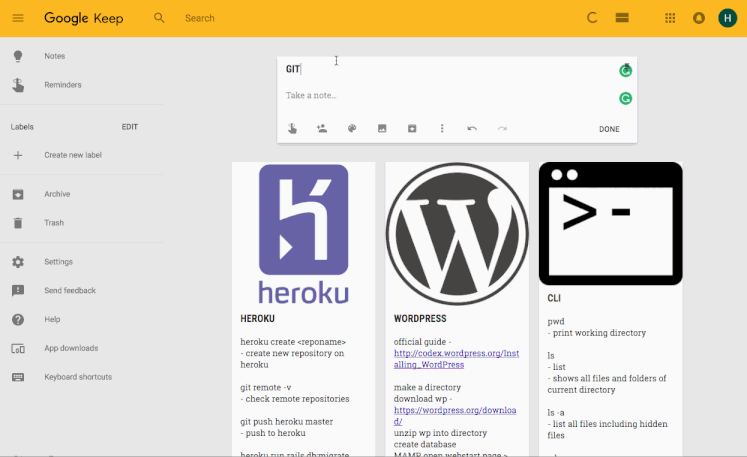 Google Keep
Search
H
Notes
Reminders
Labels
EDIT
Create new label
Archive
Trash
Settings
Send feedback
Help
App downloads
Keyboard shortcuts
GIT
Take a note...
DONE
heroku
HEROKU
heroku create <reponame>
- create new repository on
heroku
git remote -v
- check remote repositories
git push heroku master
- push to heroku
heroku run rails db:migrate
W
WORDPRESS
official guide -
http://codex.wordpress.org/Inst
alling_WordPress
make a directory
download wp -
https://wordpress.org/downloa
d/
unzip wp into directory
create database
MAMP open webstart page >
>-
CLI
pwd
- print working directory
ls
- list
- shows all files and folders of
current directory
ls -a
- list all files including hidden
files